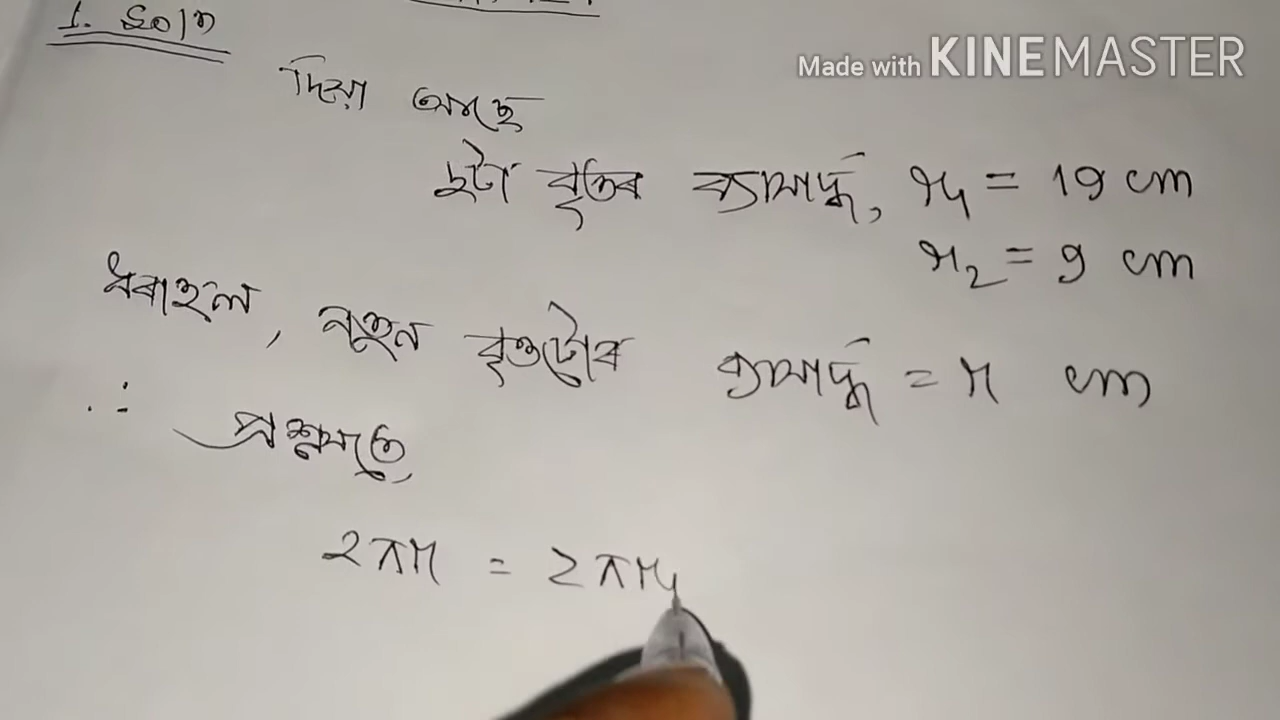 1. Soln
দিয়া আছে
দুটা বৃত্তৰ ব্যাসাৰ্দ্ধ, r₁ = 19 cm
r₂ = 9 cm
ধৰাহল, নতুন বৃত্তটোৰ ব্যাসাৰ্দ্ধ = r cm
∴ প্ৰশ্নমতে,
2πr = 2πr₁
Made with KINEMASTER